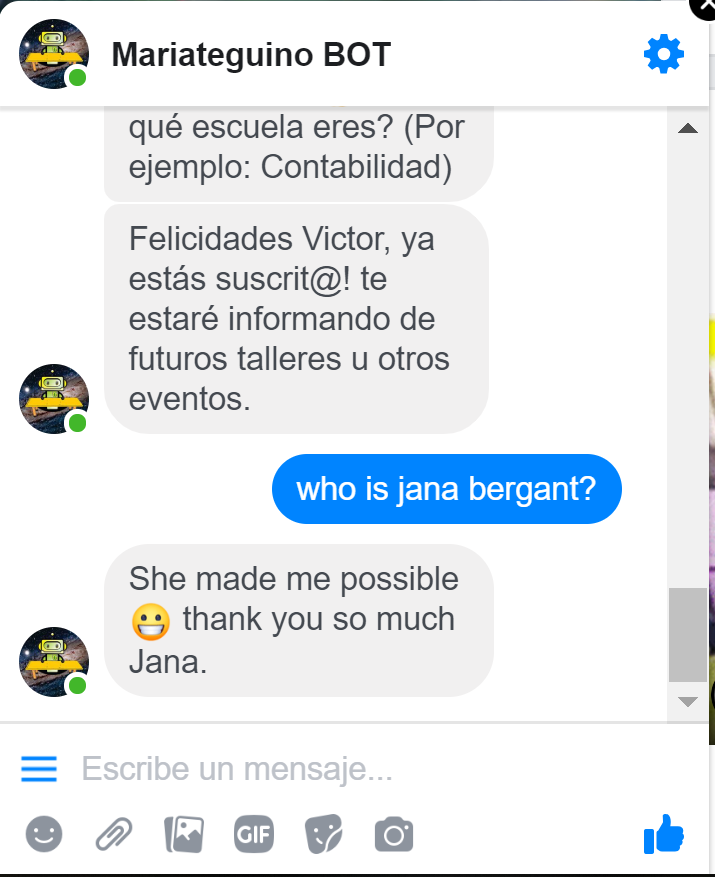 Mariateguino BOT
qué escuela eres? (Por
ejemplo: Contabilidad)
Felicidades Victor, ya
estás suscrit@! te
estaré informando de
futuros talleres u otros
eventos.
who is jana bergant?
She made me possible
😀 thank you so much
Jana.
Escribe un mensaje...
GIF